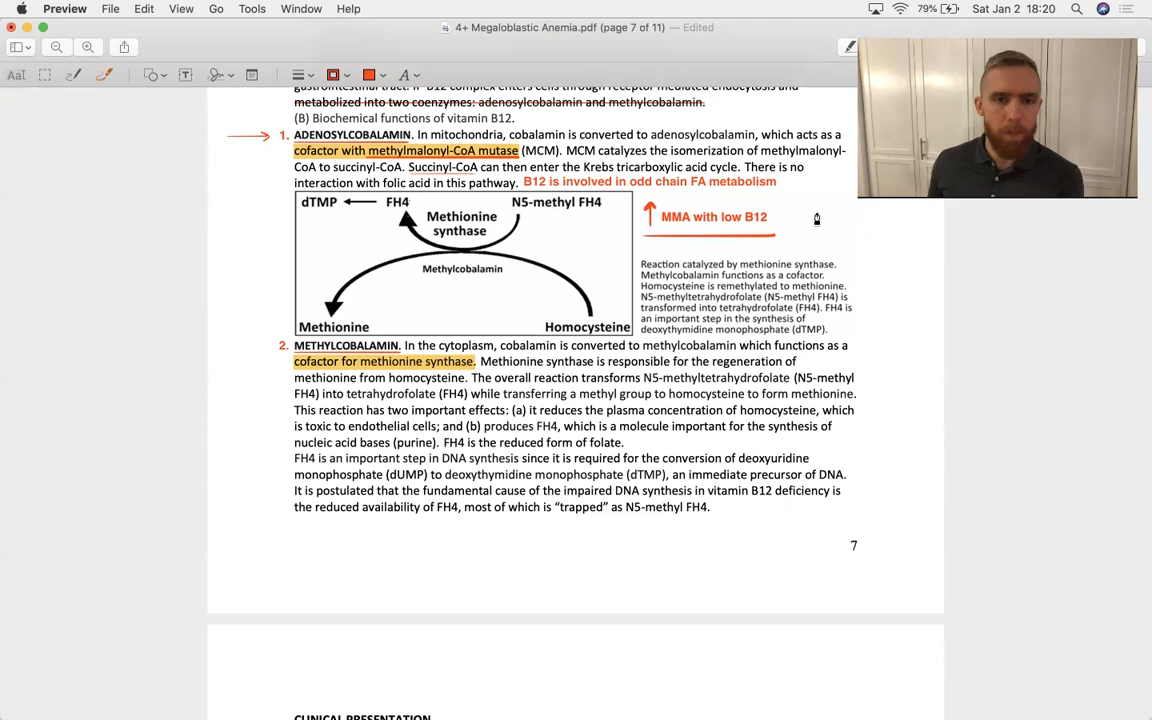 Preview File Edit View Go Tools Window Help 79% Sat Jan 2 18:20
4+ Megaloblastic Anemia.pdf (page 7 of 11) — Edited
gastrointestinal tract. IF B12 complex enters cells through receptor mediated endocytosis and
metabolized into two coenzymes: adenosylcobalamin and methylcobalamin.
(B) Biochemical functions of vitamin B12.
1. ADENOSYLCOBALAMIN. In mitochondria, cobalamin is converted to adenosylcobalamin, which acts as a
cofactor with methylmalonyl-CoA mutase (MCM). MCM catalyzes the isomerization of methylmalonyl-
CoA to succinyl-CoA. Succinyl-CoA can then enter the Krebs tricarboxylic acid cycle. There is no
interaction with folic acid in this pathway. B12 is involved in odd chain FA metabolism
dTMP FH4 N5-methyl FH4
Methionine
synthase
Methylcobalamin
Methionine Homocysteine
MMA with low B12
Reaction catalyzed by methionine synthase.
Methylcobalamin functions as a cofactor.
Homocysteine is remethylated to methionine.
N5-methyltetrahydrofolate (N5-methyl FH4) is
transformed into tetrahydrofolate (FH4). FH4 is
an important step in the synthesis of
deoxythymidine monophosphate (dTMP).
2. METHYLCOBALAMIN. In the cytoplasm, cobalamin is converted to methylcobalamin which functions as a
cofactor for methionine synthase. Methionine synthase is responsible for the regeneration of
methionine from homocysteine. The overall reaction transforms N5-methyltetrahydrofolate (N5-methyl
FH4) into tetrahydrofolate (FH4) while transferring a methyl group to homocysteine to form methionine.
This reaction has two important effects: (a) it reduces the plasma concentration of homocysteine, which
is toxic to endothelial cells; and (b) produces FH4, which is a molecule important for the synthesis of
nucleic acid bases (purine). FH4 is the reduced form of folate.
FH4 is an important step in DNA synthesis since it is required for the conversion of deoxyuridine
monophosphate (dUMP) to deoxythymidine monophosphate (dTMP), an immediate precursor of DNA.
It is postulated that the fundamental cause of the impaired DNA synthesis in vitamin B12 deficiency is
the reduced availability of FH4, most of which is “trapped” as N5-methyl FH4.
7
CLINICAL PRESENTATION